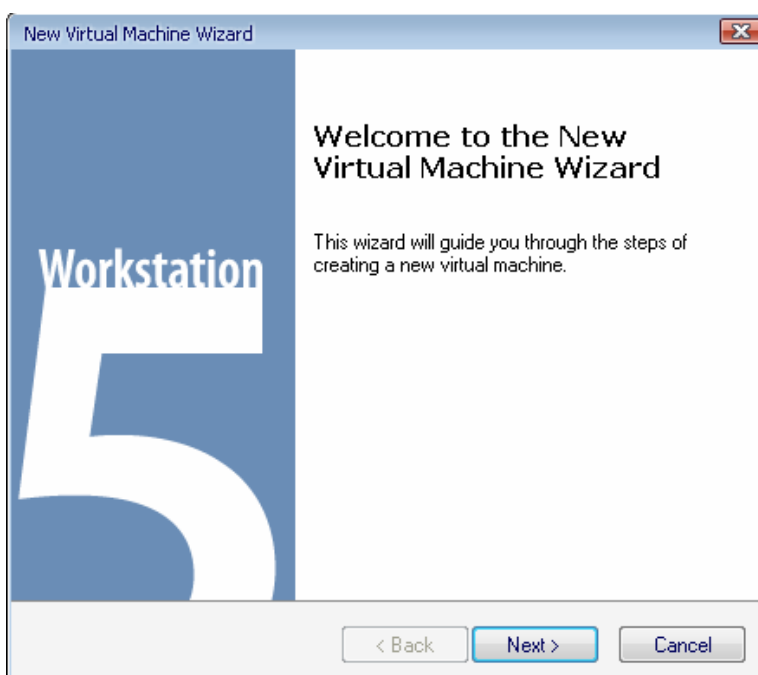 New Virtual Machine Wizard
Welcome to the New
Virtual Machine Wizard
This wizard will guide you through the steps of
creating a new virtual machine.
Workstation
5
< Back
Next >
Cancel